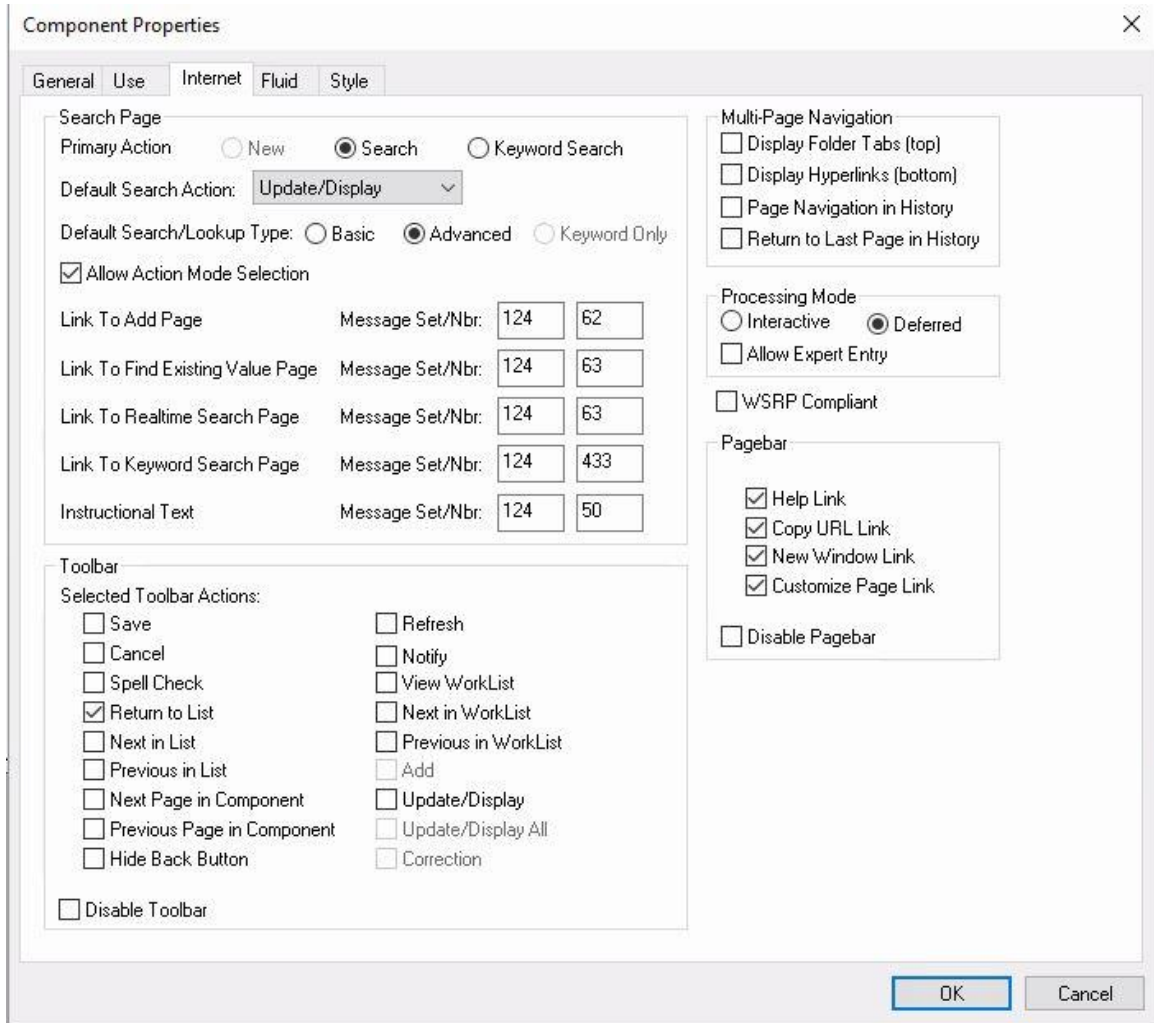 Component Properties
General Use Internet Fluid Style
Search Page
Primary Action New Search Keyword Search
Default Search Action: Update/Display
Default Search/Lookup Type: Basic Advanced Keyword Only
Allow Action Mode Selection
Link To Add Page Message Set/Nbr: 124 62
Link To Find Existing Value Page Message Set/Nbr: 124 63
Link To Realtime Search Page Message Set/Nbr: 124 63
Link To Keyword Search Page Message Set/Nbr: 124 433
Instructional Text Message Set/Nbr: 124 50
Toolbar
Selected Toolbar Actions:
Save Refresh
Cancel Notify
Spell Check View WorkList
Return to List Next in WorkList
Next in List Previous in WorkList
Previous in List Add
Next Page in Component Update/Display
Previous Page in Component Update/Display All
Hide Back Button Correction
Disable Toolbar
Multi-Page Navigation
Display Folder Tabs (top)
Display Hyperlinks (bottom)
Page Navigation in History
Return to Last Page in History
Processing Mode
Interactive Deferred
Allow Expert Entry
WSRP Compliant
Pagebar
Help Link
Copy URL Link
New Window Link
Customize Page Link
Disable Pagebar
OK Cancel